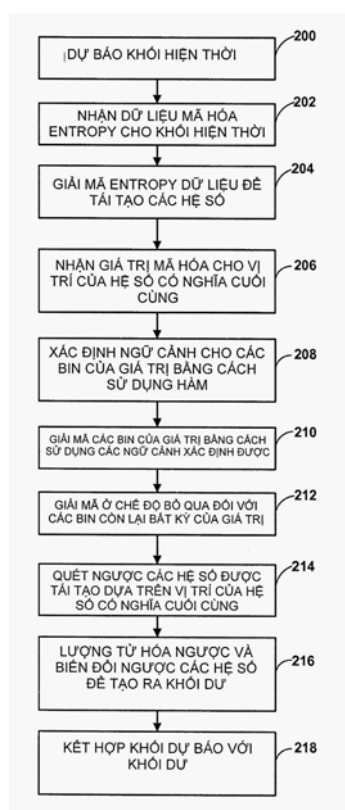 200
DỰ BÁO KHỐI HIỆN THỜI
202
NHẬN DỮ LIỆU MÃ HÓA
ENTROPY CHO KHỐI HIỆN THỜI
204
GIẢI MÃ ENTROPY DỮ LIỆU ĐỂ
TÁI TẠO CÁC HỆ SỐ
206
NHẬN GIÁ TRỊ MÃ HÓA CHO VỊ
TRÍ CỦA HỆ SỐ CÓ NGHĨA CUỐI
CÙNG
208
XÁC ĐỊNH NGỮ CẢNH CHO CÁC
BIN CỦA GIÁ TRỊ BẰNG CÁCH
SỬ DỤNG HÀM
210
GIẢI MÃ CÁC BIN CỦA GIÁ TRỊ BẰNG CÁCH
SỬ DỤNG CÁC NGỮ CẢNH XÁC ĐỊNH ĐƯỢC
212
GIẢI MÃ Ở CHẾ ĐỘ BỎ QUA ĐỐI VỚI
CÁC BIN CÒN LẠI BẤT KỲ CỦA GIÁ TRỊ
214
QUÉT NGƯỢC CÁC HỆ SỐ ĐƯỢC
TÁI TẠO DỰA TRÊN VỊ TRÍ CỦA HỆ
SỐ CÓ NGHĨA CUỐI CÙNG
LƯỢNG TỬ HÓA NGƯỢC VÀ
BIẾN ĐỔI NGƯỢC CÁC HỆ SỐ
216
ĐỂ TẠO RA KHỐI DƯ
KẾT HỢP KHỐI DỰ BÁO VỚI
218
KHỐI DƯ